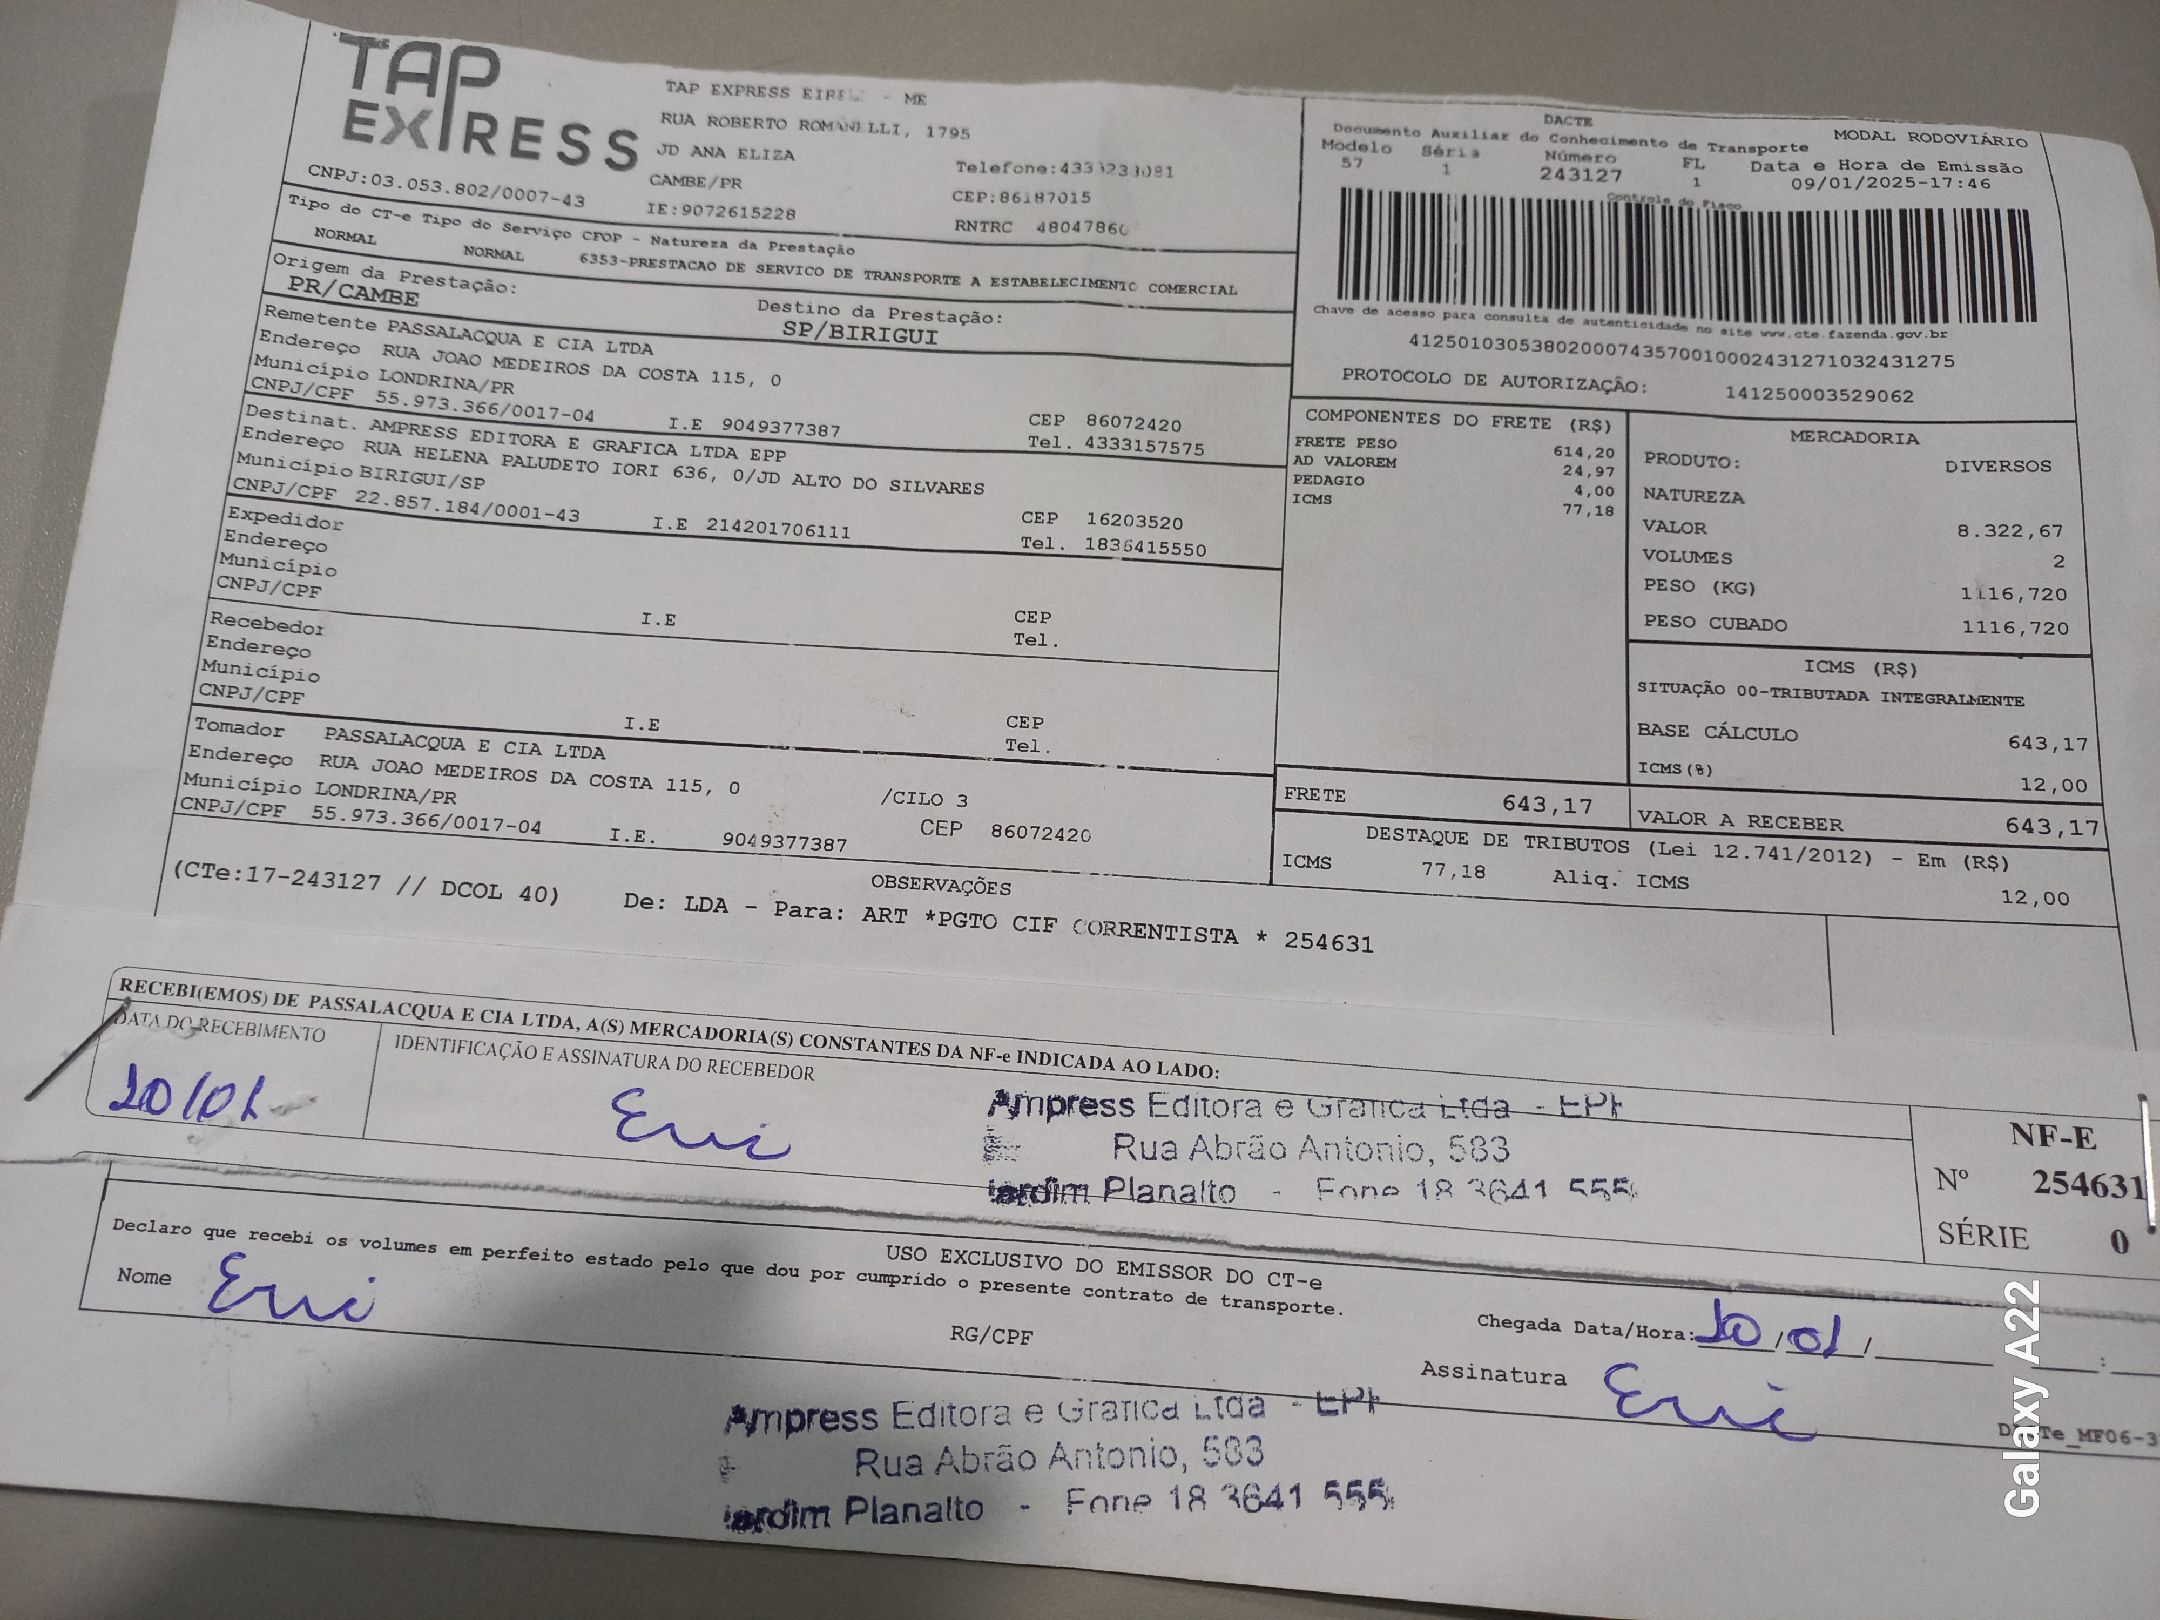 TAP
EXPRESS
CNPJ:03.053.802/0007-43
TAP EXPRESS - ME
RUA ROBERTO ROMANELLI, 1795
JD ANA ELIZA
CAMBE/PR
IE:9072615228
CEP:86187015
RNTRC
DACTE
MODAL RODOVIÁRIO
Documento Auxiliar do Conhecimento de Transporte
Modelo Séria Número FL Data e Hora de Emissão
57 1 243127 1 09/01/2025-17:46
Controle do Fisco
Chave de acesso para consulta de autenticidade no site www.cte.fazenda.gov.br
41250103053802000743570010002431271032431275
PROTOCOLO DE AUTORIZAÇÃO: 141250003529062
Tipo do CT-e Tipo do Serviço CFOP - Natureza da Prestação
NORMAL NORMAL 6353-PRESTACAO DE SERVICO DE TRANSPORTE A ESTABELECIMENTO COMERCIAL
Origem da Prestação: Destino da Prestação:
PR/CAMBE SP/BIRIGUI
Remetente PASSALACQUA E CIA LTDA
Endereço RUA JOAO MEDEIROS DA COSTA 115, 0
Município LONDRINA/PR CEP 86072420
CNPJ/CPF 55.973.366/0017-04 I.E 9049377387 Tel. 4333157575
Destinat. AMPRESS EDITORA E GRAFICA LTDA EPP
Endereço RUA HELENA PALUDETO IORI 636, 0/JD ALTO DO SILVARES
Município BIRIGUI/SP CEP 16203520
CNPJ/CPF 22.857.184/0001-43 I.E 214201706111 Tel. 1836415550
Expedidor
Endereço
Município CEP
CNPJ/CPF I.E Tel.
Recebedor
Endereço
Município CEP
CNPJ/CPF I.E Tel.
Tomador PASSALACQUA E CIA LTDA
Endereço RUA JOAO MEDEIROS DA COSTA 115, 0 /CILO 3
Município LONDRINA/PR CEP 86072420
CNPJ/CPF 55.973.366/0017-04 I.E. 9049377387
COMPONENTES DO FRETE (R$)
FRETE PESO 614,20
AD VALOREM 24,97
PEDAGIO 4,00
ICMS 77,18
MERCADORIA
PRODUTO: DIVERSOS
NATUREZA
VALOR 8.322,67
VOLUMES 2
PESO (KG) 1116,720
PESO CUBADO 1116,720
ICMS (R$)
SITUAÇÃO 00-TRIBUTADA INTEGRALMENTE
BASE CÁLCULO 643,17
ICMS(%) 12,00
FRETE 643,17 VALOR A RECEBER 643,17
DESTAQUE DE TRIBUTOS (Lei 12.741/2012) - Em (R$)
ICMS 77,18 Aliq. ICMS 12,00
OBSERVAÇÕES
(CTe:17-243127 // DCOL 40) De: LDA - Para: ART *PGTO CIF CORRENTISTA * 254631
RECEBI(EMOS) DE PASSALACQUA E CIA LTDA, A(S) MERCADORIA(S) CONSTANTES DA NF-e INDICADA AO LADO:
DATA DO RECEBIMENTO IDENTIFICAÇÃO E ASSINATURA DO RECEBEDOR
10/01
Ampress Editora e Grafica Ltda - EPP
Rua Abrão Antonio, 583
Jardim Planalto - Fone 18 3641
NF-E
Nº 254631
SÉRIE 0
USO EXCLUSIVO DO EMISSOR DO CT-e
Declaro que recebi os volumes em perfeito estado pelo que dou por cumprido o presente contrato de transporte.
Nome RG/CPF Chegada Data/Hora: 10/01/
Assinatura
Ampress Editora e Grafica Ltda - EPP
Rua Abrão Antonio, 583
Jardim Planalto - Fone 18 3641
Galaxy A22